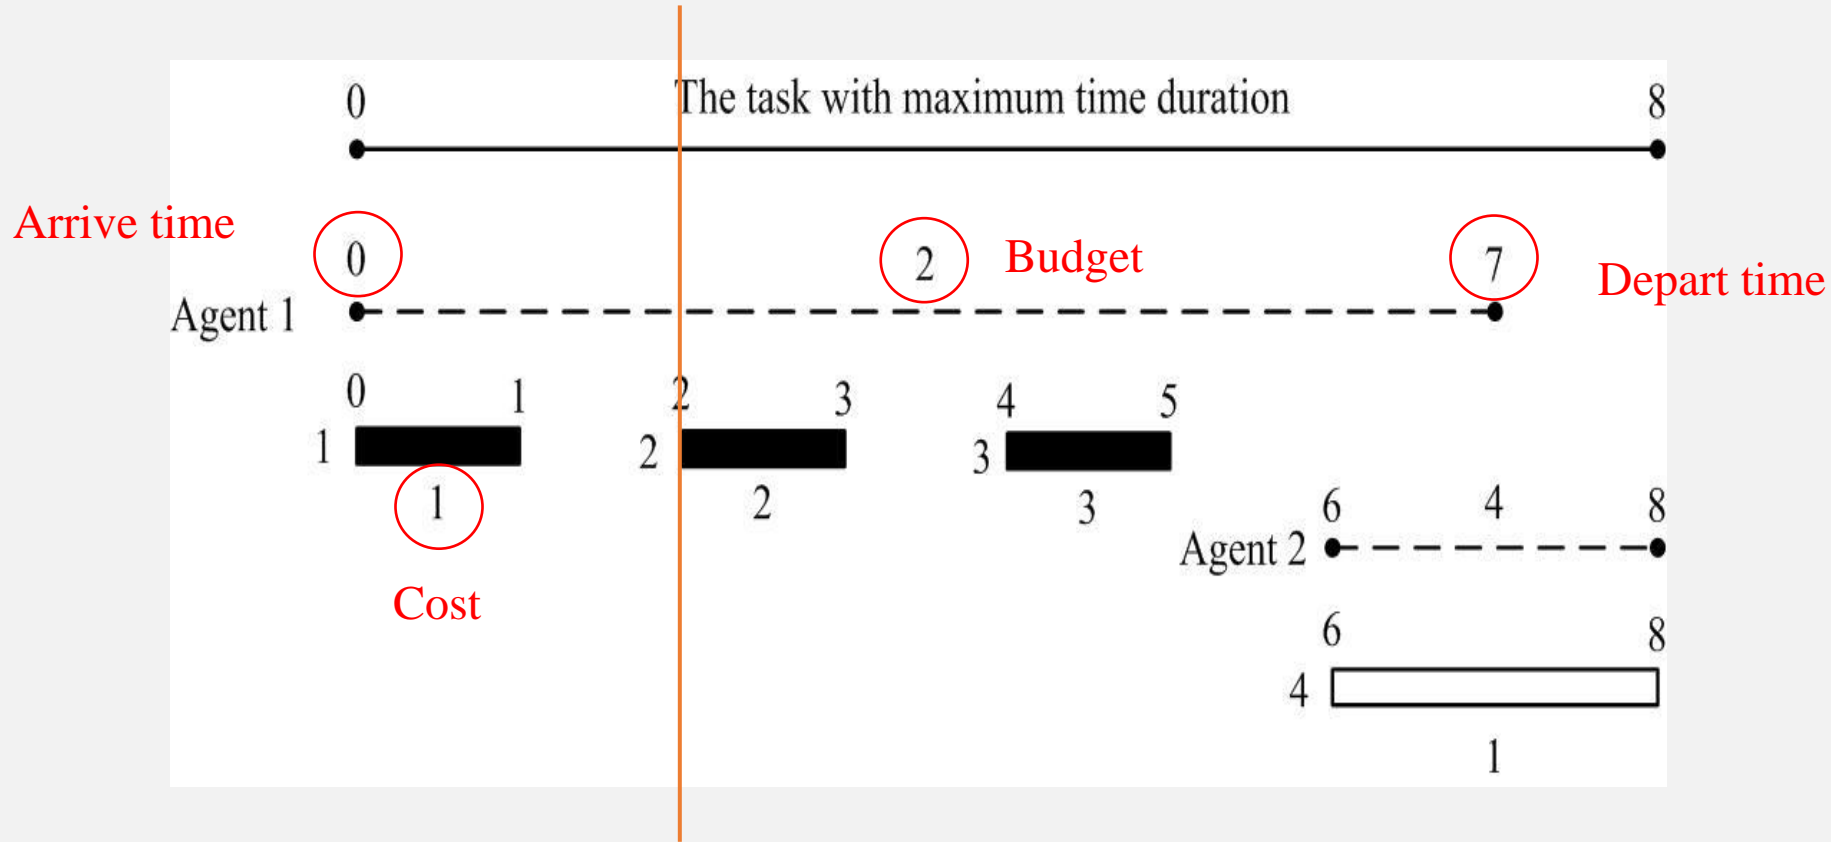 0 The task with maximum time duration 8
Arrive time
0 2 Budget 7
Depart time
Agent 1
0 1 2 3 4 5
1 2 3
1 2 3
6 4 8
Agent 2
Cost
6 8
4
1